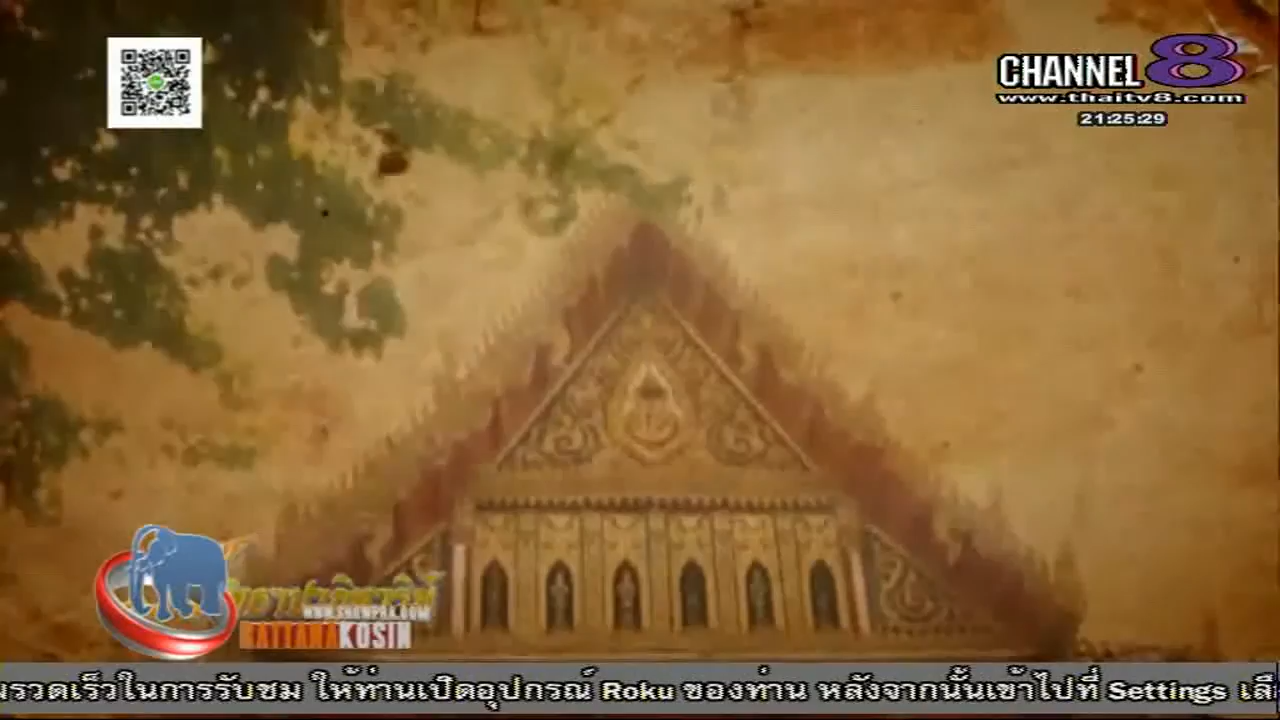 CHANNEL 8
www.thaitv8.com
21:25:29
WWW.SHOWPRA.COM
RATTANAKOSIN
รวดเร็วในการรับชม ให้ท่านเปิดอุปกรณ์ Roku ของท่าน หลังจากนั้นเข้าไปที่ Settings